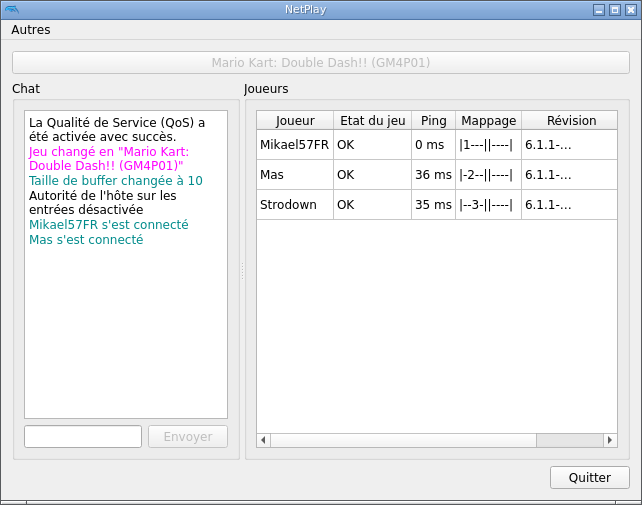 NetPlay
Autres
Mario Kart: Double Dash!! (GM4P01)
Chat
Joueurs
La Qualité de Service (QoS) a
été activée avec succès.
Jeu changé en "Mario Kart:
Double Dash!! (GM4P01)"
Taille de buffer changée à 10
Autorité de l'hôte sur les
entrées désactivée
Mikael57FR s'est connecté
Mas s'est connecté
Joueur Etat du jeu Ping Mappage Révision
Mikael57FR OK 0 ms |1---||----| 6.1.1-...
Mas OK 36 ms |-2--||----| 6.1.1-...
Strodown OK 35 ms |--3-||----| 6.1.1-...
Envoyer
Quitter